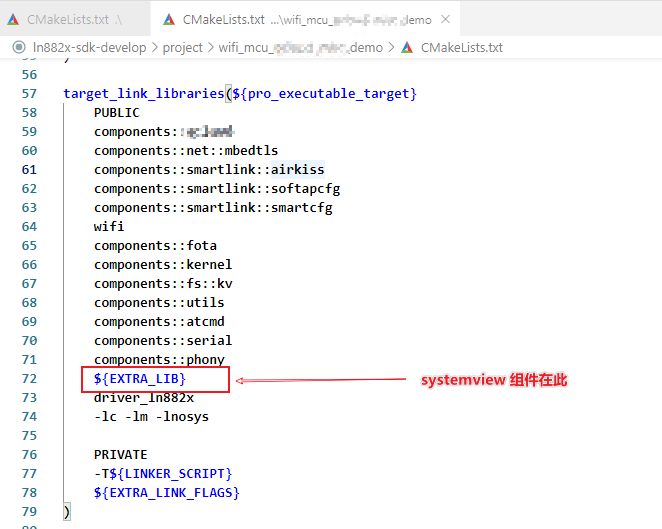 CMakeLists.txt .\
CMakeLists.txt ...\wifi_mcu_ _demo
ln882x-sdk-develop > project > wifi_mcu_ _demo > CMakeLists.txt
)
56
57 target_link_libraries(${pro_executable_target}
58 PUBLIC
59 components::
60 components::net::mbedtls
61 components::smartlink::airkiss
62 components::smartlink::softapcfg
63 components::smartlink::smartcfg
64 wifi
65 components::fota
66 components::kernel
67 components::fs::kv
68 components::utils
69 components::atcmd
70 components::serial
71 components::phony
72 ${EXTRA_LIB} systemview 组件在此
73 driver_ln882x
74 -lc -lm -lnosys
75
76 PRIVATE
77 -T${LINKER_SCRIPT}
78 ${EXTRA_LINK_FLAGS}
79 )